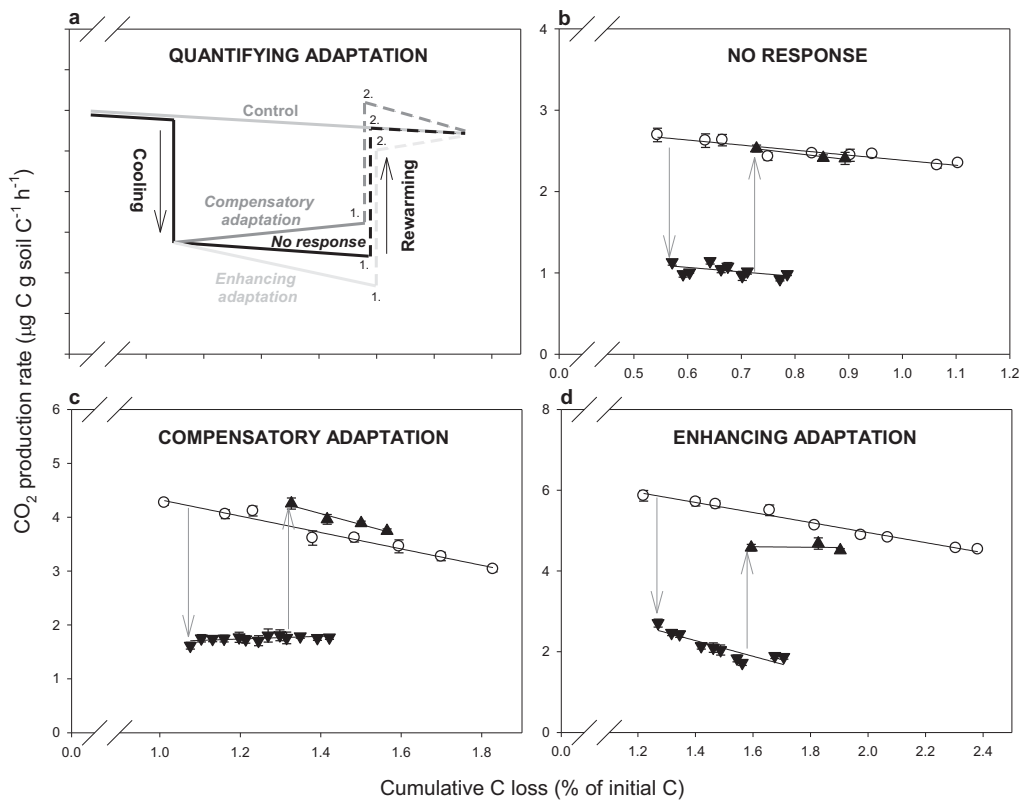 a
QUANTIFYING ADAPTATION
2.
Control
2.
2.
Cooling
Rewarming
Compensatory
adaptation
1.
No response
1.
Enhancing
adaptation
1.
b
NO RESPONSE
4
3
2
1
0
0.0 0.5 0.6 0.7 0.8 0.9 1.0 1.1 1.2
CO₂ production rate (µg C g soil C⁻¹ h⁻¹)
c
COMPENSATORY ADAPTATION
6
5
4
3
2
1
0
0.0 1.0 1.2 1.4 1.6 1.8
d
ENHANCING ADAPTATION
8
6
4
2
0
0.0 1.2 1.4 1.6 1.8 2.0 2.2 2.4
Cumulative C loss (% of initial C)